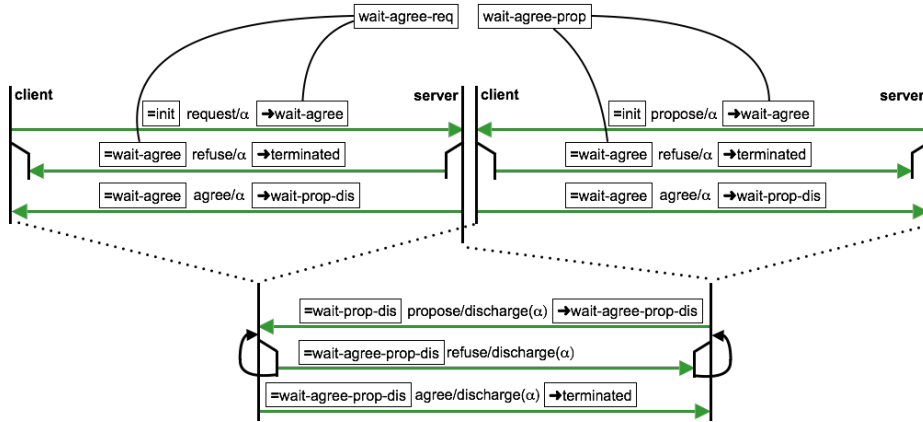 wait-agree-req wait-agree-prop
client server client server
=init request/α ➜wait-agree =init propose/α ➜wait-agree
=wait-agree refuse/α ➜terminated =wait-agree refuse/α ➜terminated
=wait-agree agree/α ➜wait-prop-dis =wait-agree agree/α ➜wait-prop-dis
=wait-prop-dis propose/discharge(α) ➜wait-agree-prop-dis
=wait-agree-prop-dis refuse/discharge(α)
=wait-agree-prop-dis agree/discharge(α) ➜terminated